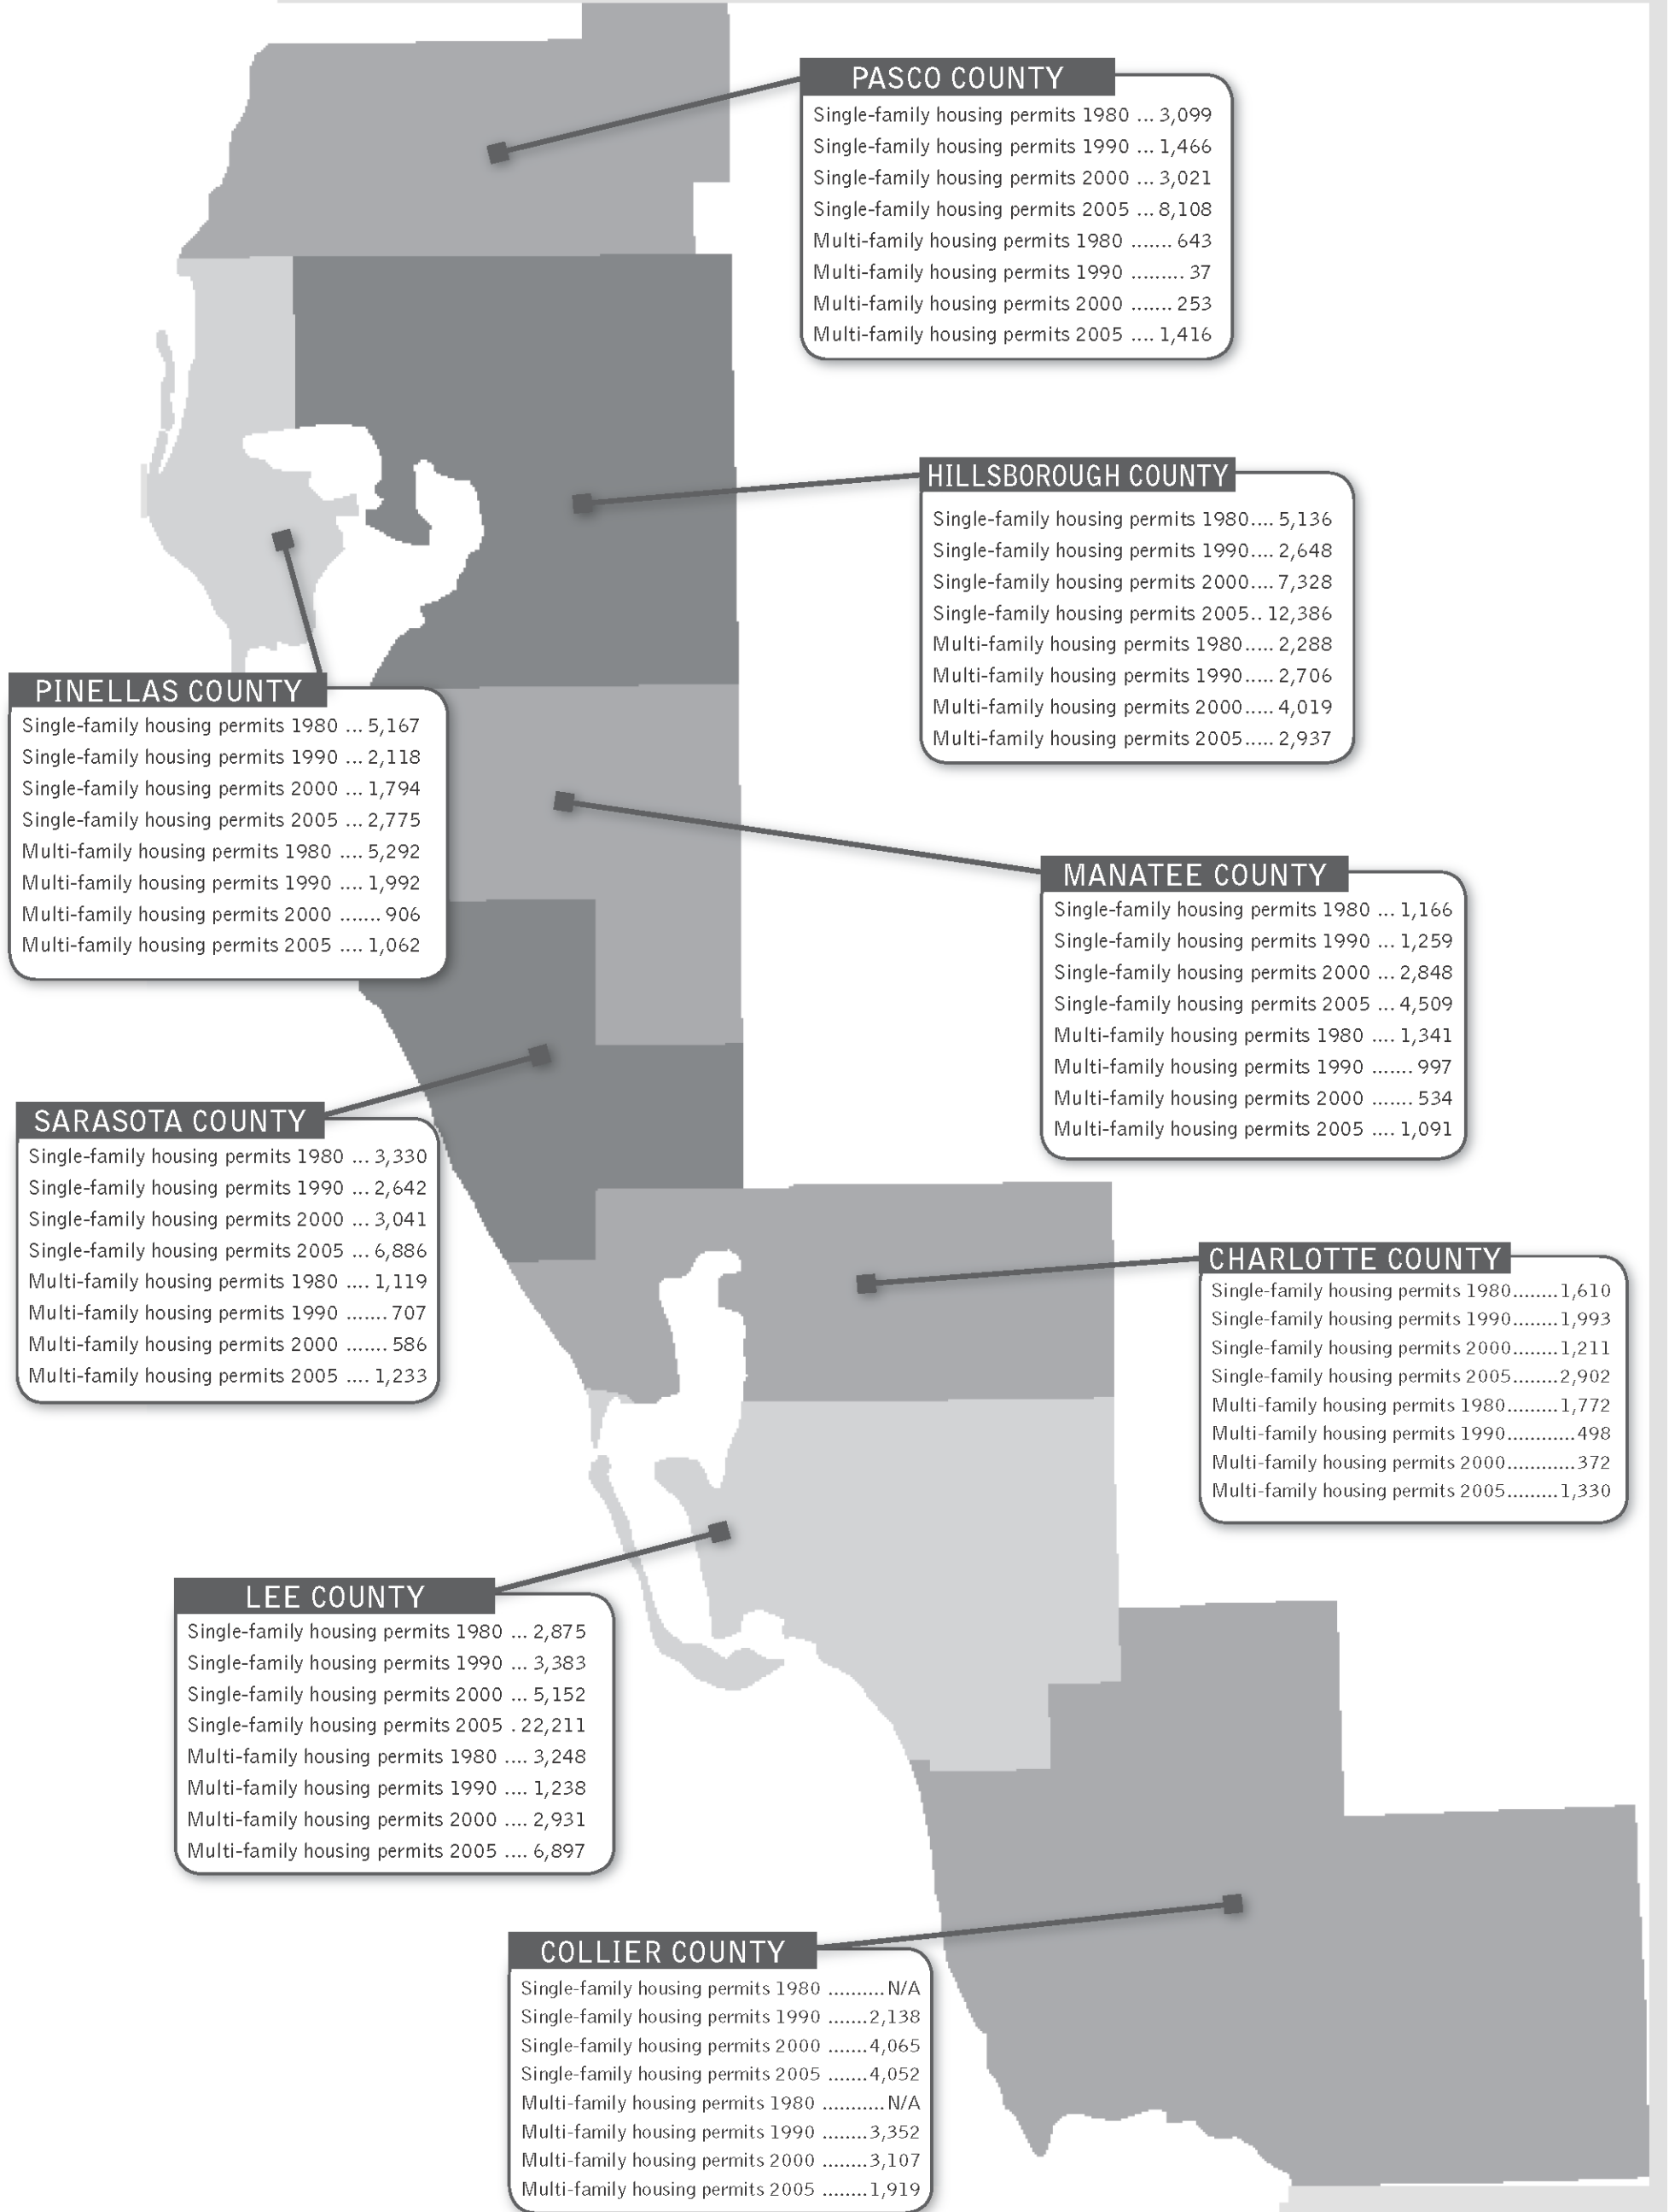 PASCO COUNTY
Single-family housing permits 1980 ... 3,099
Single-family housing permits 1990 ... 1,466
Single-family housing permits 2000 ... 3,021
Single-family housing permits 2005 ... 8,108
Multi-family housing permits 1980 ....... 643
Multi-family housing permits 1990 ......... 37
Multi-family housing permits 2000 ....... 253
Multi-family housing permits 2005 .... 1,416
HILLSBOROUGH COUNTY
Single-family housing permits 1980.... 5,136
Single-family housing permits 1990.... 2,648
Single-family housing permits 2000.... 7,328
Single-family housing permits 2005.. 12,386
Multi-family housing permits 1980..... 2,288
Multi-family housing permits 1990..... 2,706
Multi-family housing permits 2000..... 4,019
Multi-family housing permits 2005..... 2,937
PINELLAS COUNTY
Single-family housing permits 1980 ... 5,167
Single-family housing permits 1990 ... 2,118
Single-family housing permits 2000 ... 1,794
Single-family housing permits 2005 ... 2,775
Multi-family housing permits 1980 .... 5,292
Multi-family housing permits 1990 .... 1,992
Multi-family housing permits 2000 ....... 906
Multi-family housing permits 2005 .... 1,062
MANATEE COUNTY
Single-family housing permits 1980 ... 1,166
Single-family housing permits 1990 ... 1,259
Single-family housing permits 2000 ... 2,848
Single-family housing permits 2005 ... 4,509
Multi-family housing permits 1980 .... 1,341
Multi-family housing permits 1990 ....... 997
Multi-family housing permits 2000 ....... 534
Multi-family housing permits 2005 .... 1,091
SARASOTA COUNTY
Single-family housing permits 1980 ... 3,330
Single-family housing permits 1990 ... 2,642
Single-family housing permits 2000 ... 3,041
Single-family housing permits 2005 ... 6,886
Multi-family housing permits 1980 .... 1,119
Multi-family housing permits 1990 ....... 707
Multi-family housing permits 2000 ....... 586
Multi-family housing permits 2005 .... 1,233
CHARLOTTE COUNTY
Single-family housing permits 1980........1,610
Single-family housing permits 1990........1,993
Single-family housing permits 2000........1,211
Single-family housing permits 2005........2,902
Multi-family housing permits 1980.........1,772
Multi-family housing permits 1990............498
Multi-family housing permits 2000............372
Multi-family housing permits 2005.........1,330
LEE COUNTY
Single-family housing permits 1980 ... 2,875
Single-family housing permits 1990 ... 3,383
Single-family housing permits 2000 ... 5,152
Single-family housing permits 2005 . 22,211
Multi-family housing permits 1980 .... 3,248
Multi-family housing permits 1990 .... 1,238
Multi-family housing permits 2000 .... 2,931
Multi-family housing permits 2005 .... 6,897
COLLIER COUNTY
Single-family housing permits 1980 ..........N/A
Single-family housing permits 1990 .......2,138
Single-family housing permits 2000 .......4,065
Single-family housing permits 2005 .......4,052
Multi-family housing permits 1980 ...........N/A
Multi-family housing permits 1990 ........3,352
Multi-family housing permits 2000 ........3,107
Multi-family housing permits 2005 ........1,919